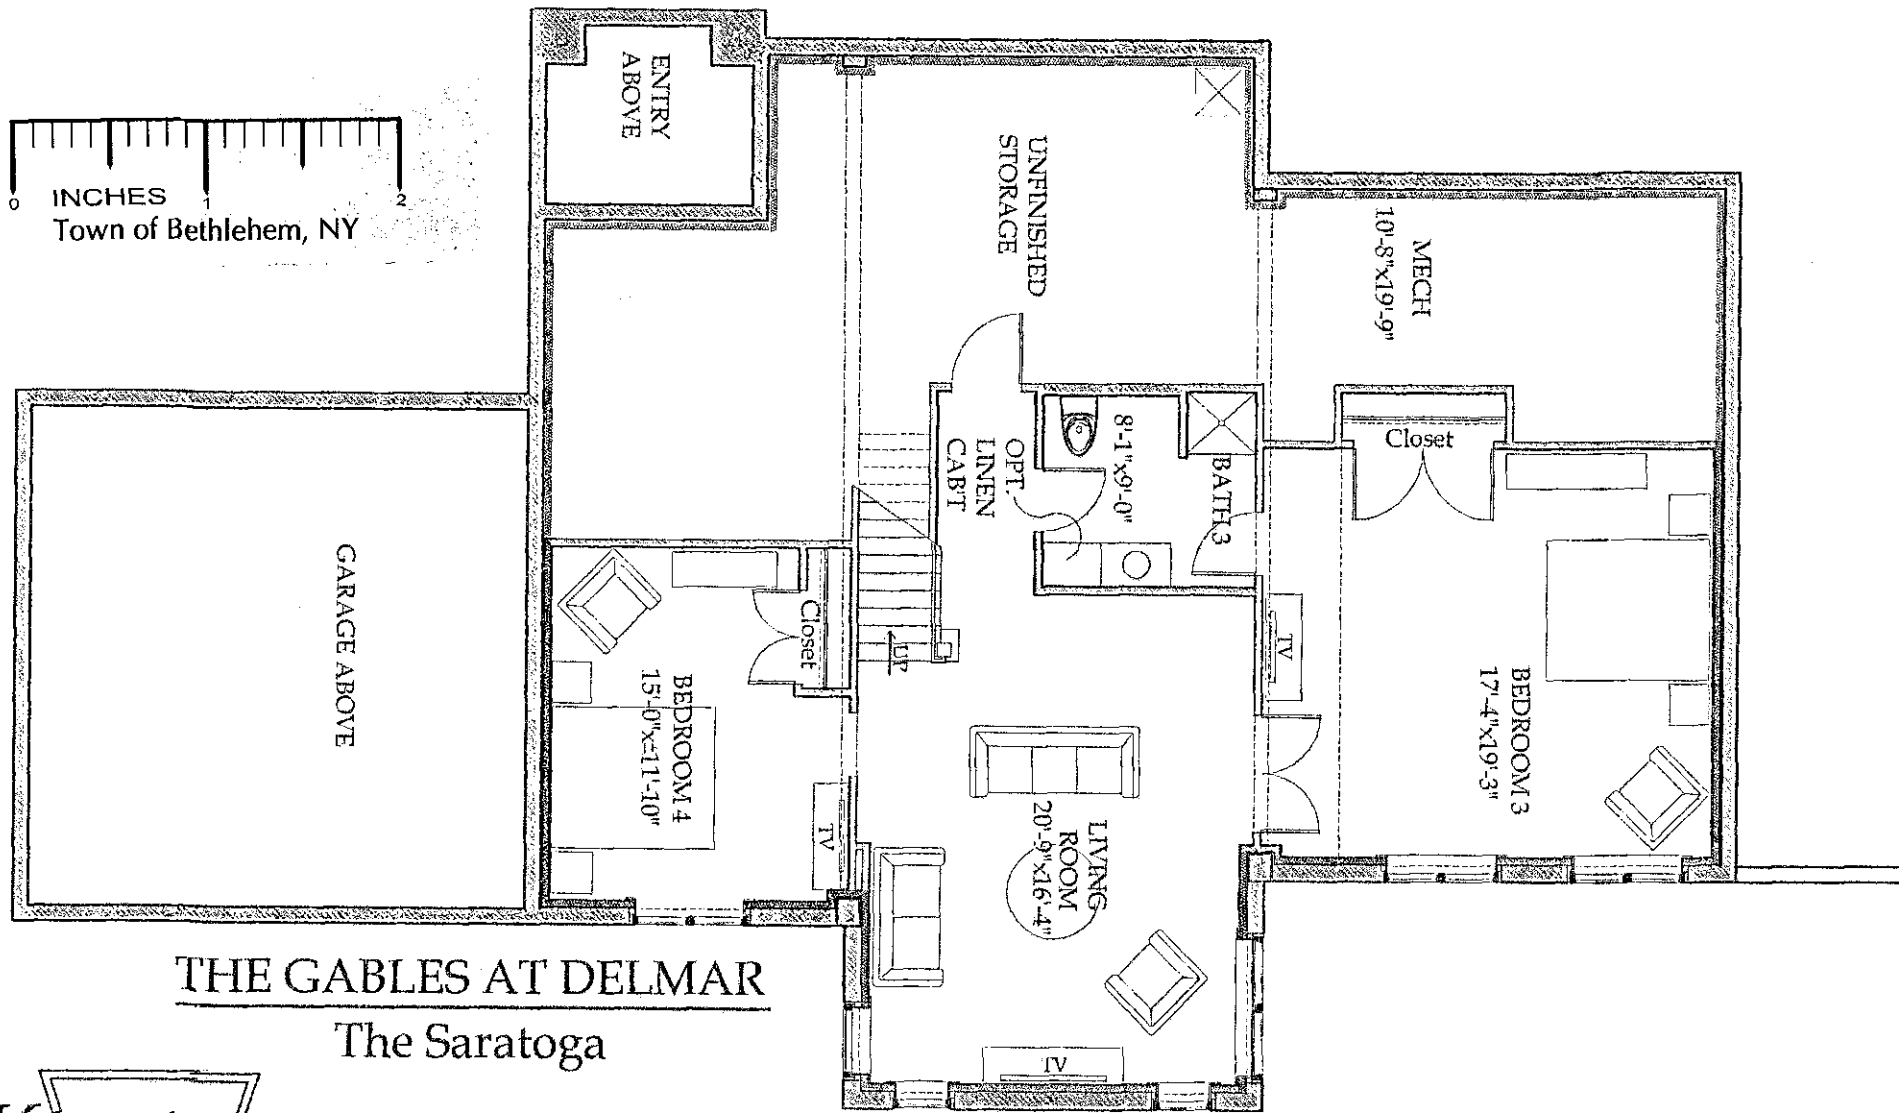 ENTRY
ABOVE
0 1 2
INCHES
Town of Bethlehem, NY
UNFINISHED
STORAGE
MECH
10'-8"x19'-9"
Closet
8'-1"x9'-0"
BATH 3
OPT.
LINEN
CAB'T
GARAGE ABOVE
Closet
UP
BEDROOM 4
15'-0"x±11'-10"
TV
TV
BEDROOM 3
17'-4"x19'-3"
LIVING
ROOM
20'-9"x16'-4"
TV
THE GABLES AT DELMAR
The Saratoga